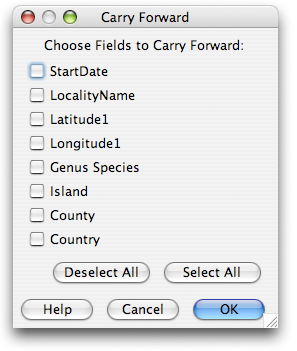 Carry Forward
Choose Fields to Carry Forward:
StartDate
LocalityName
Latitude1
Longitude1
Genus Species
Island
County
Country
Deselect All Select All
Help Cancel OK